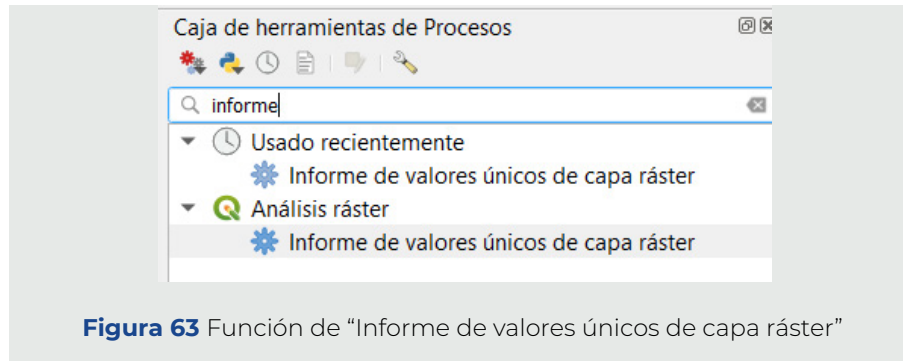 Caja de herramientas de Procesos
informe
Usado recientemente
Informe de valores únicos de capa ráster
Análisis ráster
Informe de valores únicos de capa ráster
Figura 63 Función de “Informe de valores únicos de capa ráster”